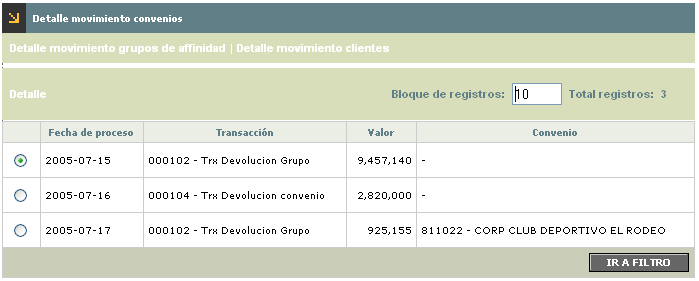 Detalle movimiento convenios
Detalle movimiento grupos de afinidad | Detalle movimiento clientes
Detalle Bloque de registros: 10 Total registros: 3
Fecha de proceso Transacción Valor Convenio
2005-07-15 000102 - Trx Devolucion Grupo 9,457,140 -
2005-07-16 000104 - Trx Devolucion convenio 2,820,000 -
2005-07-17 000102 - Trx Devolucion Grupo 925,155 811022 - CORP CLUB DEPORTIVO EL RODEO
IR A FILTRO